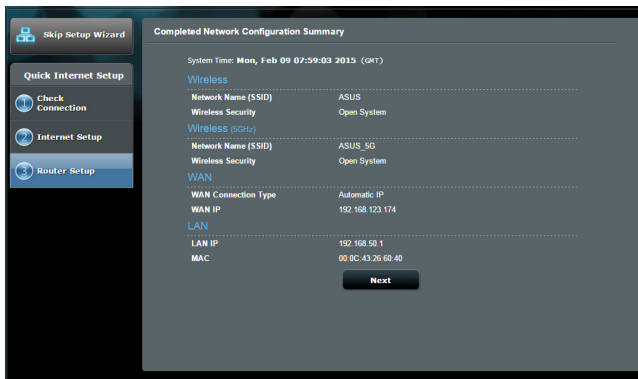 Skip Setup Wizard
Quick Internet Setup
1 Check
Connection
2 Internet Setup
3 Router Setup
Completed Network Configuration Summary
System Time: Mon, Feb 09 07:59:03 2015 (GMT)
Wireless
Network Name (SSID) ASUS
Wireless Security Open System
Wireless (5GHz)
Network Name (SSID) ASUS_5G
Wireless Security Open System
WAN
WAN Connection Type Automatic IP
WAN IP 192.168.123.174
LAN
LAN IP 192.168.50.1
MAC 00:0C:43:26:60:40
Next